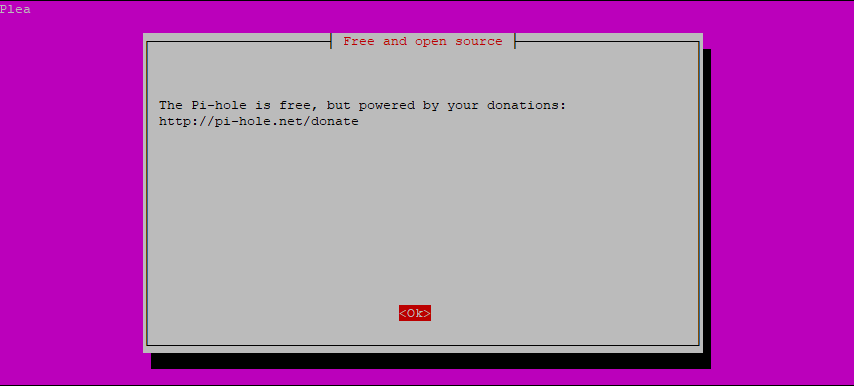 Plea
Free and open source
The Pi-hole is free, but powered by your donations:
http://pi-hole.net/donate
<Ok>